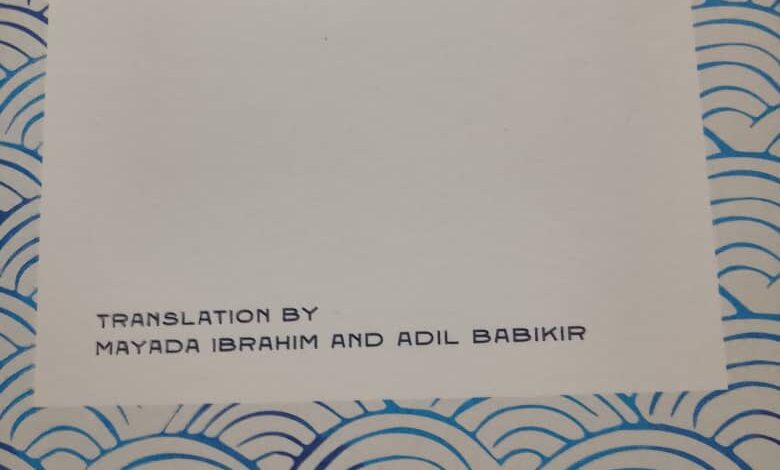 TRANSLATION BY
MAYADA IBRAHIM AND ADIL BABIKIR